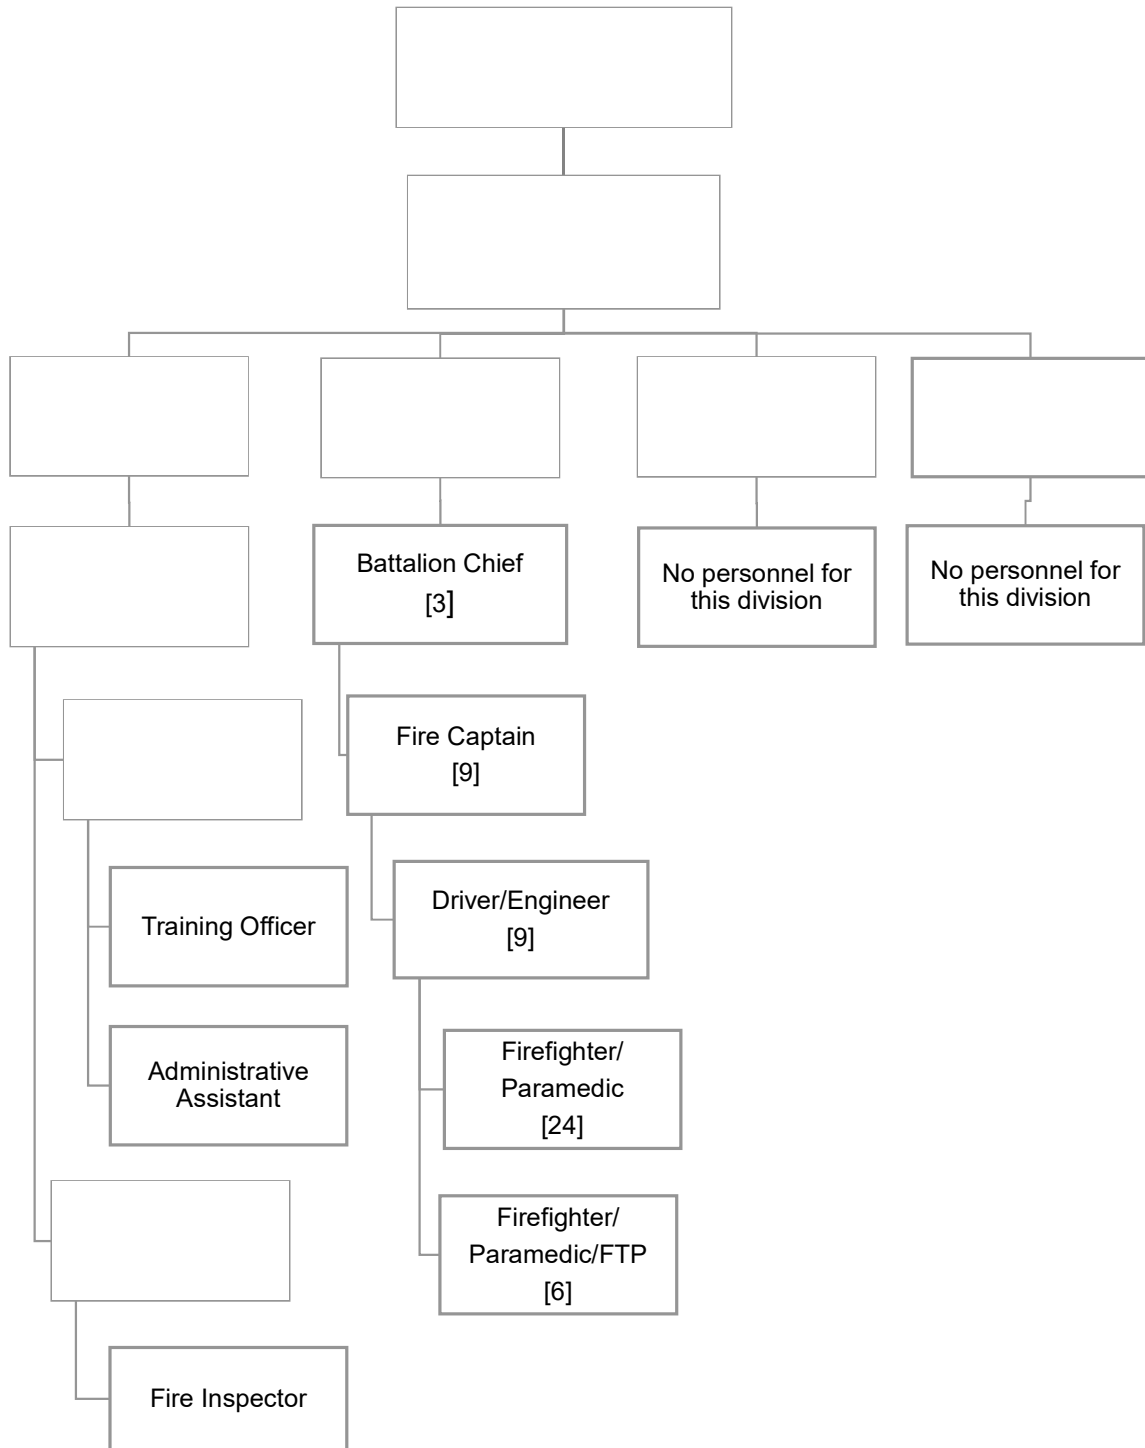 Battalion Chief
[3]
No personnel for
this division
No personnel for
this division
Fire Captain
[9]
Training Officer
Driver/Engineer
[9]
Administrative
Assistant
Firefighter/
Paramedic
[24]
Firefighter/
Paramedic/FTP
[6]
Fire Inspector